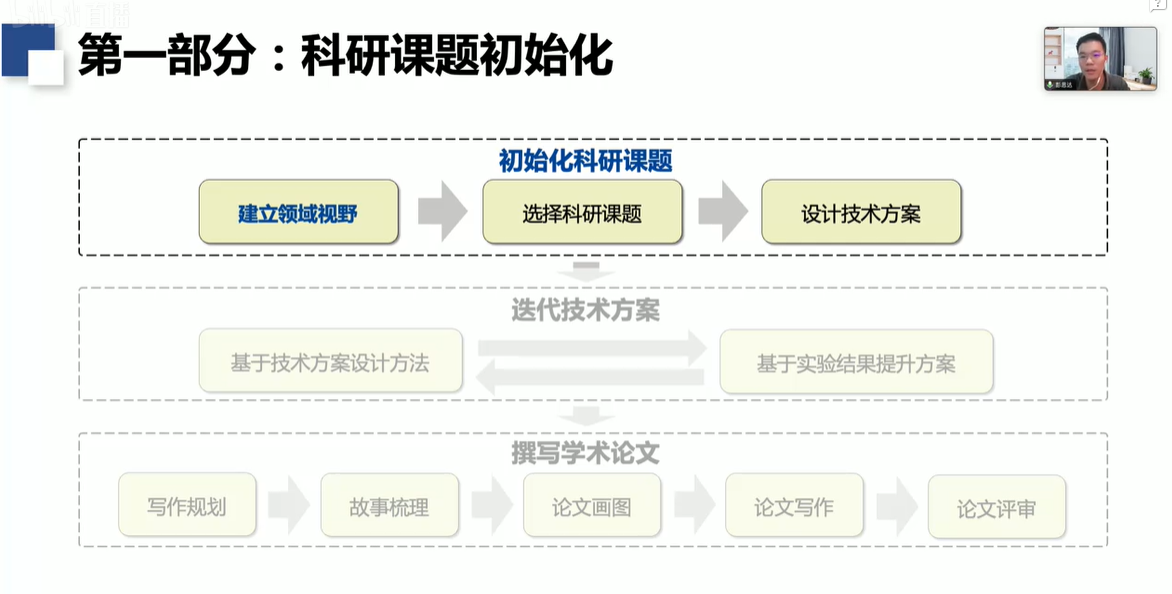 直播
第一部分：科研课题初始化
初始化科研课题
建立领域视野
选择科研课题
设计技术方案
迭代技术方案
基于技术方案设计方法
基于实验结果提升方案
撰写学术论文
写作规划
故事梳理
论文画图
论文写作
论文评审